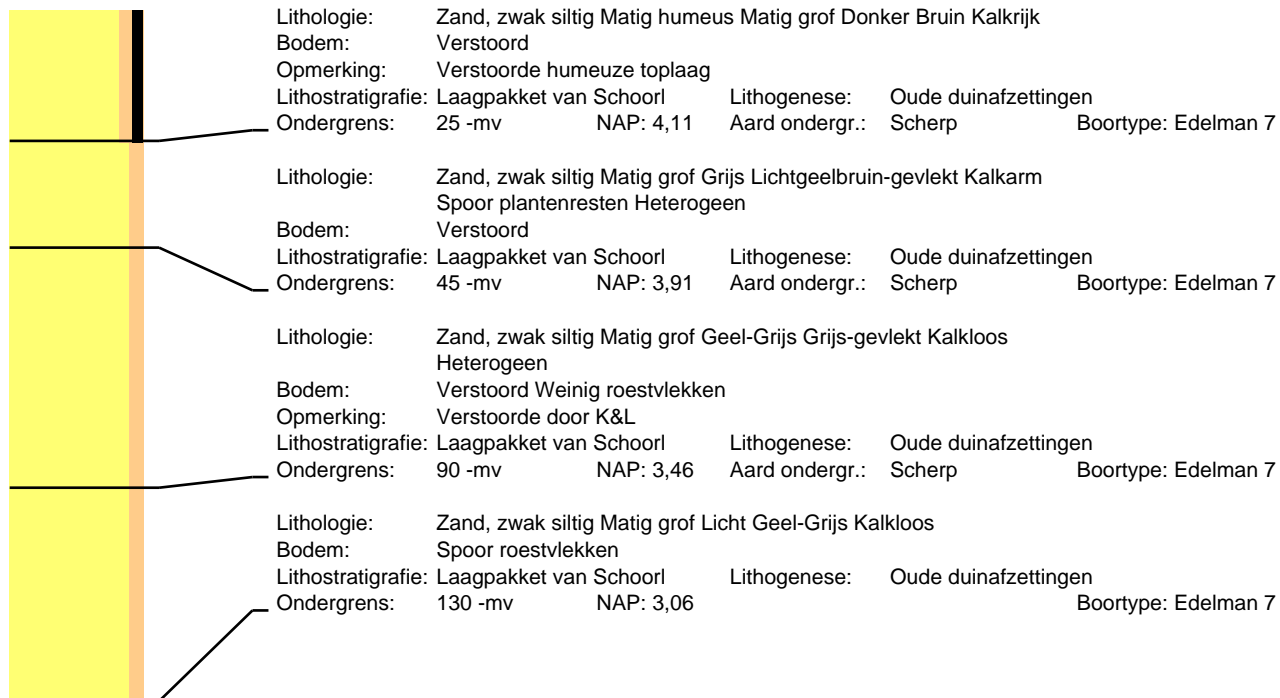 Lithologie: Zand, zwak siltig Matig humeus Matig grof Donker Bruin Kalkrijk
Bodem: Verstoord
Opmerking: Verstoorde humeuze toplaag
Lithostratigrafie: Laagpakket van Schoorl Lithogenese: Oude duinafzettingen
Ondergrens: 25 -mv NAP: 4,11 Aard ondergr.: Scherp Boortype: Edelman 7
Lithologie: Zand, zwak siltig Matig grof Grijs Lichtgeelbruin-gevlekt Kalkarm
Spoor plantenresten Heterogeen
Bodem: Verstoord
Lithostratigrafie: Laagpakket van Schoorl Lithogenese: Oude duinafzettingen
Ondergrens: 45 -mv NAP: 3,91 Aard ondergr.: Scherp Boortype: Edelman 7
Lithologie: Zand, zwak siltig Matig grof Geel-Grijs Grijs-gevlekt Kalkloos
Heterogeen
Bodem: Verstoord Weinig roestvlekken
Opmerking: Verstoorde door K&L
Lithostratigrafie: Laagpakket van Schoorl Lithogenese: Oude duinafzettingen
Ondergrens: 90 -mv NAP: 3,46 Aard ondergr.: Scherp Boortype: Edelman 7
Lithologie: Zand, zwak siltig Matig grof Licht Geel-Grijs Kalkloos
Bodem: Spoor roestvlekken
Lithostratigrafie: Laagpakket van Schoorl Lithogenese: Oude duinafzettingen
Ondergrens: 130 -mv NAP: 3,06 Boortype: Edelman 7